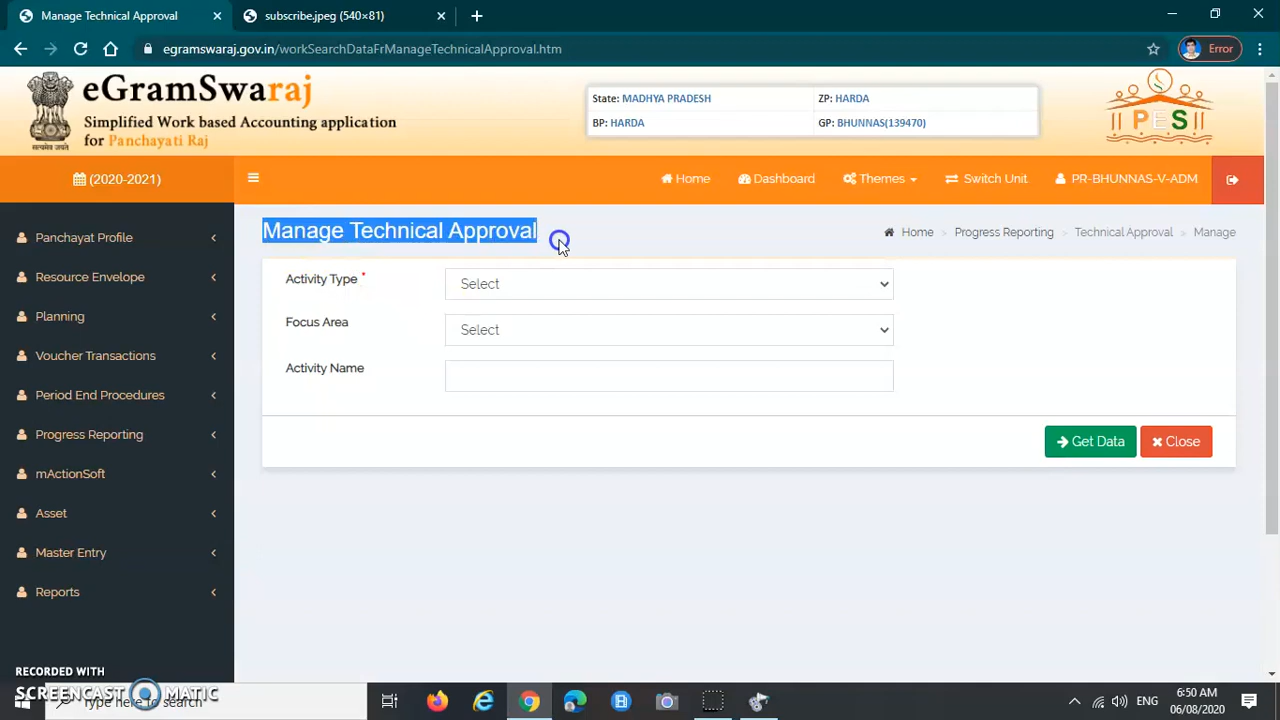 Manage Technical Approval
subscribe.jpeg (540×81)
egramswaraj.gov.in/workSearchDataFrManageTechnicalApproval.htm
Error
eGramSwaraj
Simplified Work based Accounting application
for Panchayati Raj
State: MADHYA PRADESH
ZP: HARDA
BP: HARDA
GP: BHUNNAS(139470)
PES
(2020-2021)
Home
Dashboard
Themes
Switch Unit
PR-BHUNNAS-V-ADM
Panchayat Profile
Resource Envelope
Planning
Voucher Transactions
Period End Procedures
Progress Reporting
mActionSoft
Asset
Master Entry
Reports
Manage Technical Approval
Home Progress Reporting Technical Approval Manage
Activity Type *
Select
Focus Area
Select
Activity Name
Get Data
Close
RECORDED WITH
SCREENCAST MATIC
Type here to search
ENG
6:50 AM
06/08/2020